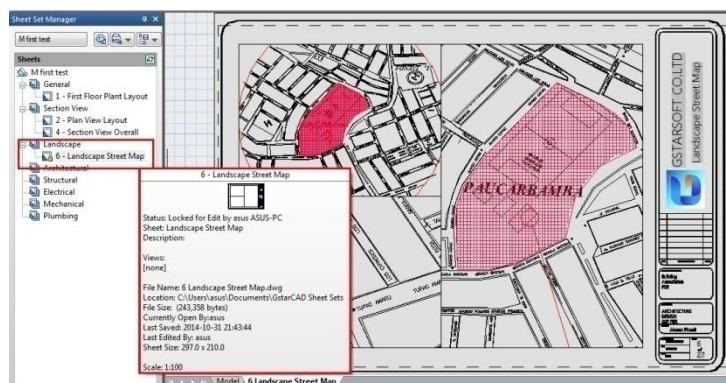 Sheet Set Manager
M first test
Sheets
M first test
General
1 - First Floor Plant Layout
Section View
2 - Plan View Layout
4 - Section View Overall
Landscape
6 - Landscape Street Map
Architectural
Structural
Electrical
Mechanical
Plumbing
6 - Landscape Street Map
Status: Locked for Edit by asus ASUS-PC
Sheet: Landscape Street Map
Description:
Views:
[none]
File Name: 6 Landscape Street Map.dwg
Location: C:\Users\asus\Documents\GstarCAD Sheet Sets
File Size: (243,358 bytes)
Currently Open By:asus
Last Saved: 2014-10-31 21:43:44
Last Edited By: asus
Sheet Size: 297.0 x 210.0
Scale: 1:100
PAUCARBAMBA
GSTARSOFT CO.LTD
Landscape Street Map
ARCHITECTURE
DESIGN
6
Model
6 Landscape Street Map